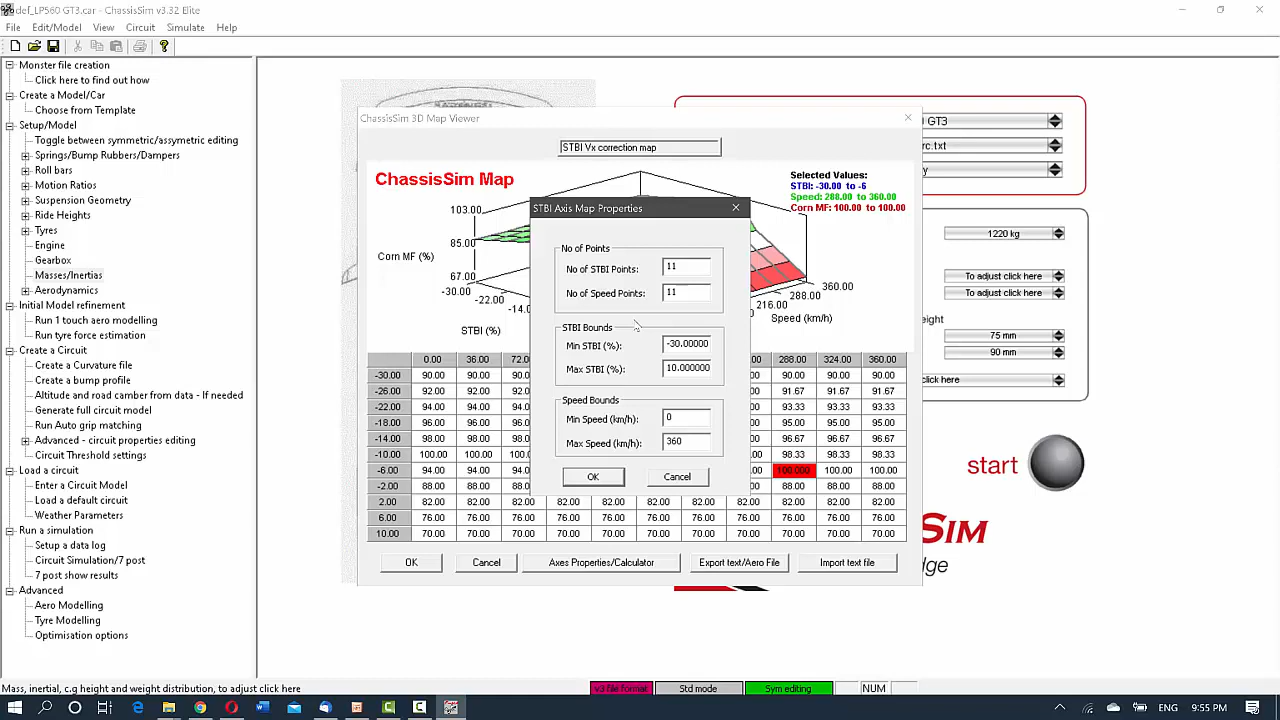 def_LP560 GT3.car - ChassisSim v3.32 Elite
File Edit/Model View Circuit Simulate Help
Monster file creation
Click here to find out how
Create a Model/Car
Choose from Template
Setup/Model
Toggle between symmetric/assymetric editing
Springs/Bump Rubbers/Dampers
Roll bars
Motion Ratios
Suspension Geometry
Ride Heights
Tyres
Engine
Gearbox
Masses/Inertias
Aerodynamics
Initial Model refinement
Run 1 touch aero modelling
Run tyre force estimation
Create a Circuit
Create a Curvature file
Create a bump profile
Altitude and road camber from data - If needed
Generate full circuit model
Run Auto grip matching
Advanced - circuit properties editing
Circuit Threshold settings
Load a circuit
Enter a Circuit Model
Load a default circuit
Weather Parameters
Run a simulation
Setup a data log
Circuit Simulation/7 post
7 post show results
Advanced
Aero Modelling
Tyre Modelling
Optimisation options
ChassisSim 3D Map Viewer
STBI Vx correction map
ChassisSim Map
Selected Values:
STBI: -30.00 to -6
Speed: 288.00 to 360.00
Corn MF: 100.00 to 100.00
103.00
85.00
67.00
Corn MF (%)
-30.00
-22.00
-14.0
STBI (%)
360.00
288.00
216.00
Speed (km/h)
STBI Axis Map Properties
No of Points
No of STBI Points: 11
No of Speed Points: 11
STBI Bounds
Min STBI (%): -30.00000
Max STBI (%): 10.000000
Speed Bounds
Min Speed (km/h): 0
Max Speed (km/h): 360
OK Cancel
0.00 36.00 72.0 00 288.00 324.00 360.00
-30.00 90.00 90.00 90.0 00 90.00 90.00 90.00
-26.00 92.00 92.00 92.0 00 91.67 91.67
-22.00 94.00 94.00 94.0 00 93.33 93.33
-18.00 96.00 96.00 96.0 00 95.00 95.00
-14.00 98.00 98.00 98.0 00 96.67 96.67
-10.00 100.00 100.00 100.0 00 98.33 98.33
-6.00 94.00 94.00 94.0 00 100.000 100.00 100.00
-2.00 88.00 88.00 88.0 00 88.00 88.00 88.00
2.00 82.00 82.00 82.00 82.00 82.00 82.00 82.00 82.00 82.00 82.00 82.00
6.00 76.00 76.00 76.00 76.00 76.00 76.00 76.00 76.00 76.00 76.00 76.00
10.00 70.00 70.00 70.00 70.00 70.00 70.00 70.00 70.00 70.00 70.00 70.00
OK Cancel Axes Properties/Calculator Export text/Aero File Import text file
GT3
rc.txt
y
1220 kg
To adjust click here
To adjust click here
eight
75 mm
90 mm
click here
start
Sim
dge
Mass, inertial, c.g height and weight distribution, to adjust click here
v3 file format Std mode Sym editing NUM
ENG 9:55 PM